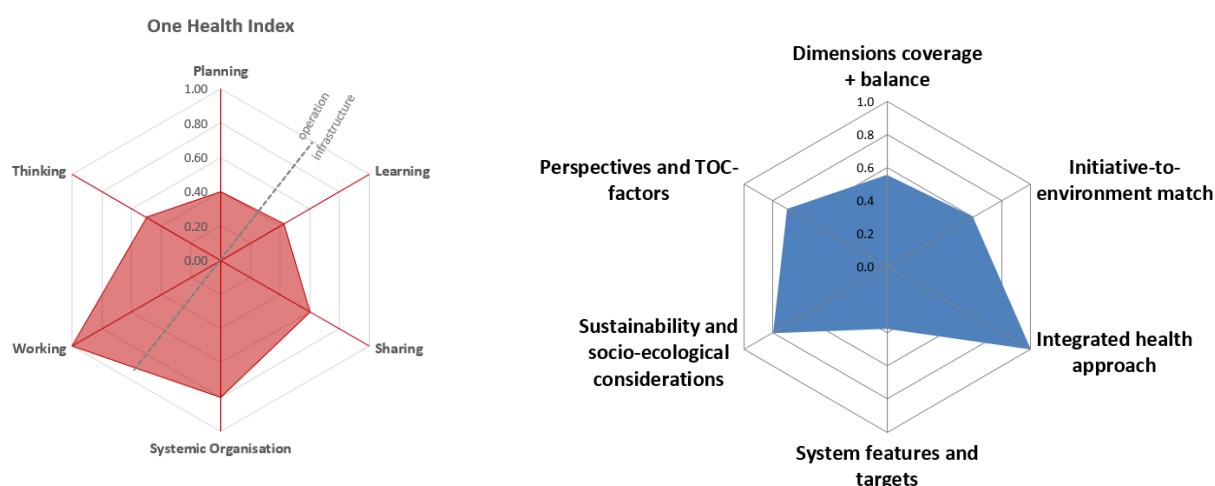 One Health Index
Planning
1.00
0.80
0.60
0.40
0.20
0.00
operation
infrastructure
Thinking
Learning
Working
Sharing
Systemic Organisation
Dimensions coverage
+ balance
1.0
0.8
0.6
0.4
0.2
0.0
Perspectives and TOC-
factors
Initiative-to-
environment match
Sustainability and
socio-ecological
considerations
Integrated health
approach
System features and
targets